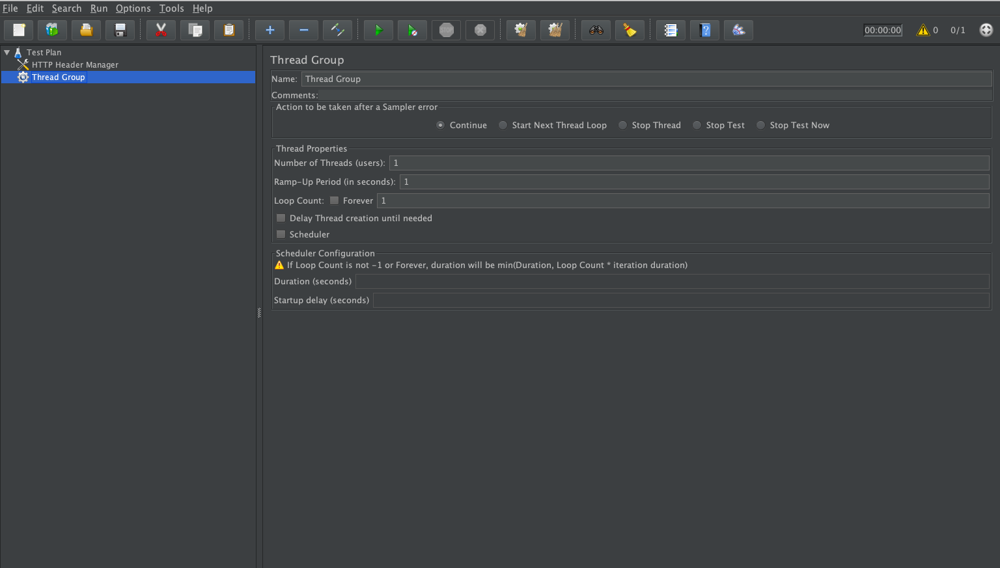 File Edit Search Run Options Tools Help
00:00:00 0 0/1
Test Plan
HTTP Header Manager
Thread Group
Thread Group
Name: Thread Group
Comments:
Action to be taken after a Sampler error
Continue Start Next Thread Loop Stop Thread Stop Test Stop Test Now
Thread Properties
Number of Threads (users): 1
Ramp-Up Period (in seconds): 1
Loop Count: Forever 1
Delay Thread creation until needed
Scheduler
Scheduler Configuration
If Loop Count is not -1 or Forever, duration will be min(Duration, Loop Count * iteration duration)
Duration (seconds)
Startup delay (seconds)